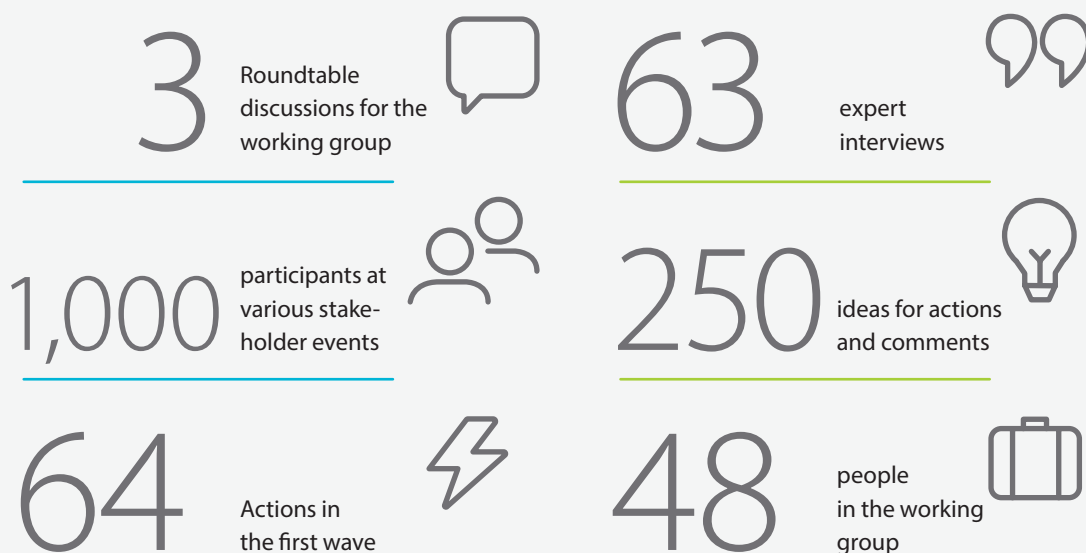 3
Roundtable
discussions for the
working group
63
expert
interviews
1,000
participants at
various stake-
holder events
250
ideas for actions
and comments
64
Actions in
the first wave
48
people
in the working
group